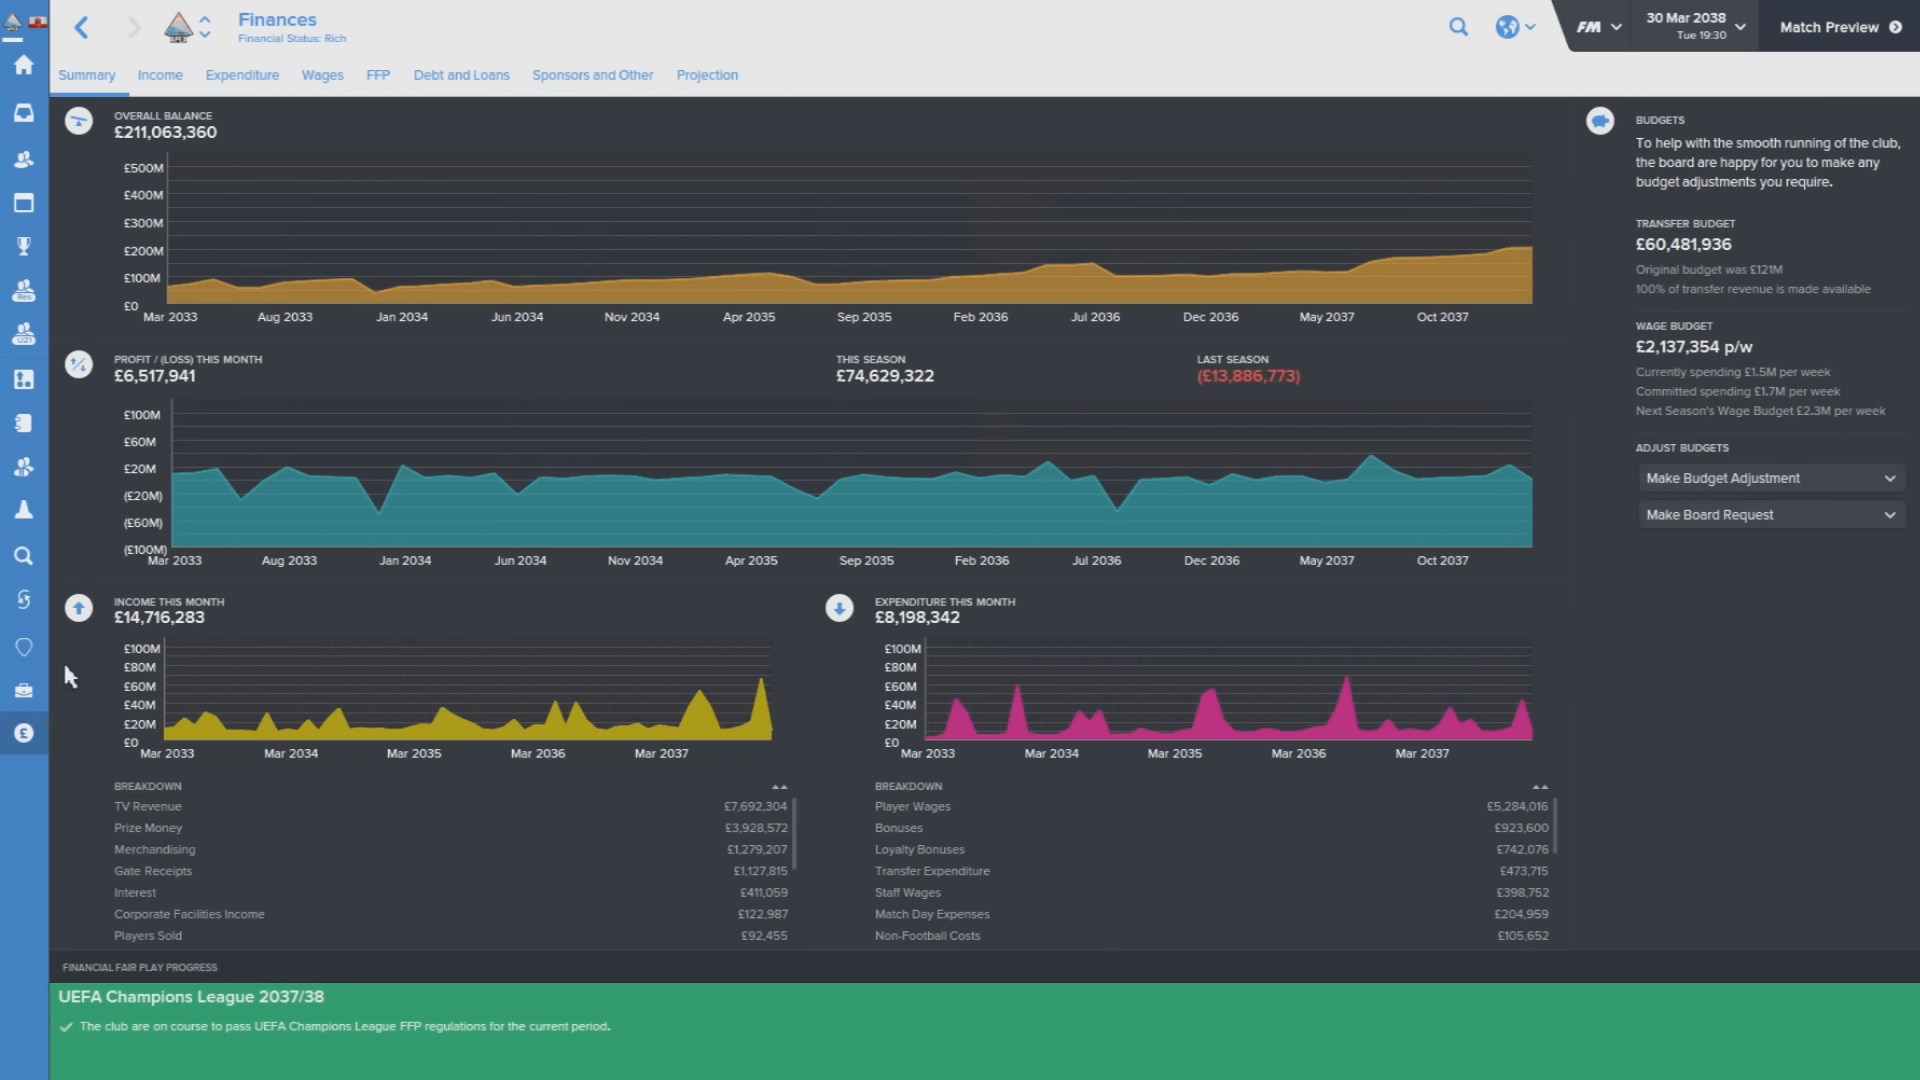 Finances
Financial Status: Rich
FM
30 Mar 2038
Tue 19:30
Match Preview
Summary
Income
Expenditure
Wages
FFP
Debt and Loans
Sponsors and Other
Projection
OVERALL BALANCE
£211,063,360
£500M
£400M
£300M
£200M
£100M
£0
Mar 2033
Aug 2033
Jan 2034
Jun 2034
Nov 2034
Apr 2035
Sep 2035
Feb 2036
Jul 2036
Dec 2036
May 2037
Oct 2037
PROFIT / (LOSS) THIS MONTH
£6,517,941
THIS SEASON
£74,629,322
LAST SEASON
(£13,886,773)
£100M
£60M
£20M
(£20M)
(£60M)
(£100M)
Mar 2033
Aug 2033
Jan 2034
Jun 2034
Nov 2034
Apr 2035
Sep 2035
Feb 2036
Jul 2036
Dec 2036
May 2037
Oct 2037
INCOME THIS MONTH
£14,716,283
£100M
£80M
£60M
£40M
£20M
£0
Mar 2033
Mar 2034
Mar 2035
Mar 2036
Mar 2037
BREAKDOWN
TV Revenue £7,692,304
Prize Money £3,928,572
Merchandising £1,279,207
Gate Receipts £1,127,815
Interest £411,059
Corporate Facilities Income £122,987
Players Sold £92,455
EXPENDITURE THIS MONTH
£8,198,342
£100M
£80M
£60M
£40M
£20M
£0
Mar 2033
Mar 2034
Mar 2035
Mar 2036
Mar 2037
BREAKDOWN
Player Wages £5,284,016
Bonuses £923,600
Loyalty Bonuses £742,076
Transfer Expenditure £473,715
Staff Wages £398,752
Match Day Expenses £204,959
Non-Football Costs £105,652
BUDGETS
To help with the smooth running of the club,
the board are happy for you to make any
budget adjustments you require.
TRANSFER BUDGET
£60,481,936
Original budget was £121M
100% of transfer revenue is made available
WAGE BUDGET
£2,137,354 p/w
Currently spending £1.5M per week
Committed spending £1.7M per week
Next Season's Wage Budget £2.3M per week
ADJUST BUDGETS
Make Budget Adjustment
Make Board Request
FINANCIAL FAIR PLAY PROGRESS
UEFA Champions League 2037/38
The club are on course to pass UEFA Champions League FFP regulations for the current period.